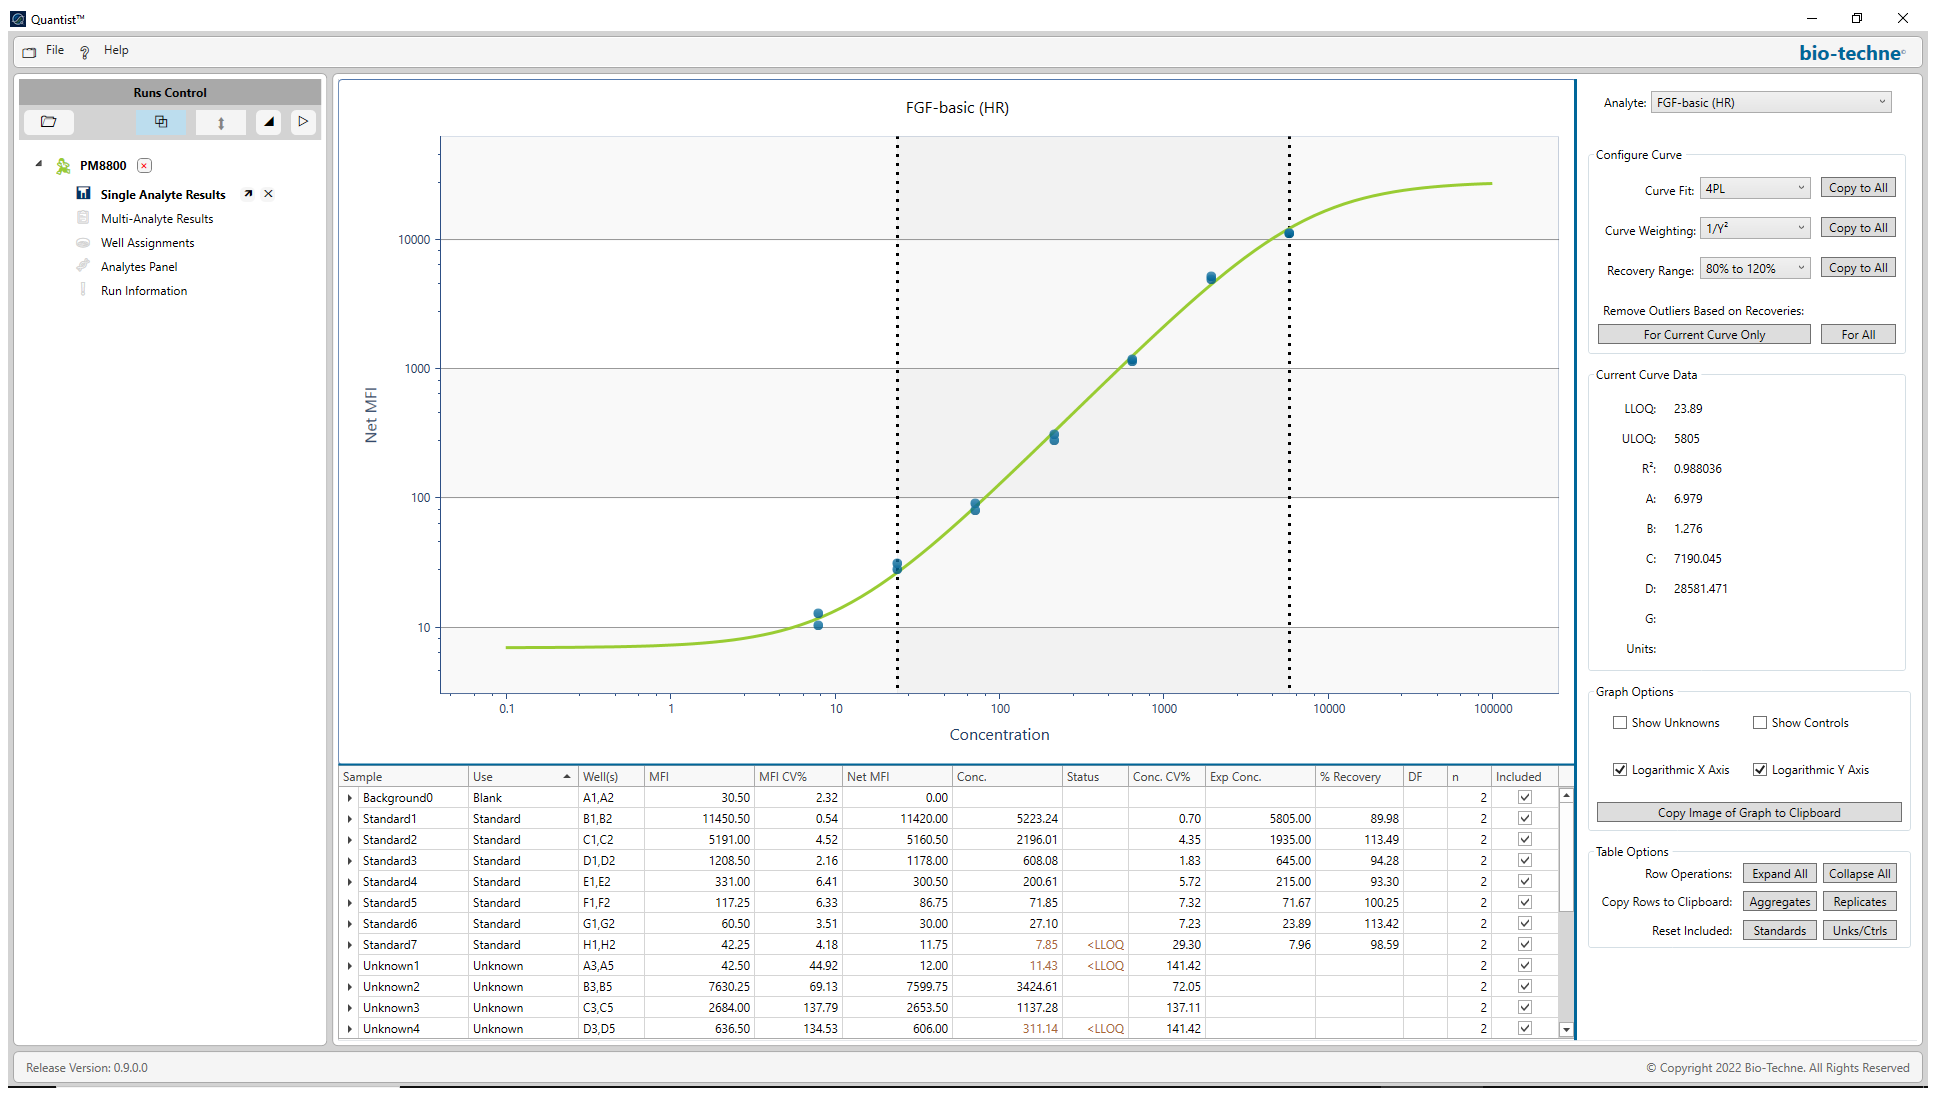 Quantist™
File
Help
bio-techne®
Runs Control
PM8800
Single Analyte Results
Multi-Analyte Results
Well Assignments
Analytes Panel
Run Information
FGF-basic (HR)
Net MFI
10000
1000
100
10
0.1 1 10 100 1000 10000 100000
Concentration
Sample Use Well(s) MFI MFI CV% Net MFI Conc. Status Conc. CV% Exp Conc. % Recovery DF n Included
Background0 Blank A1,A2 30.50 2.32 0.00 2
Standard1 Standard B1,B2 11450.50 0.54 11420.00 5223.24 0.70 5805.00 89.98 2
Standard2 Standard C1,C2 5191.00 4.52 5160.50 2196.01 4.35 1935.00 113.49 2
Standard3 Standard D1,D2 1208.50 2.16 1178.00 608.08 1.83 645.00 94.28 2
Standard4 Standard E1,E2 331.00 6.41 300.50 200.61 5.72 215.00 93.30 2
Standard5 Standard F1,F2 117.25 6.33 86.75 71.85 7.32 71.67 100.25 2
Standard6 Standard G1,G2 60.50 3.51 30.00 27.10 7.23 23.89 113.42 2
Standard7 Standard H1,H2 42.25 4.18 11.75 7.85 <LLOQ 29.30 7.96 98.59 2
Unknown1 Unknown A3,A5 42.50 44.92 12.00 11.43 <LLOQ 141.42 2
Unknown2 Unknown B3,B5 7630.25 69.13 7599.75 3424.61 72.05 2
Unknown3 Unknown C3,C5 2684.00 137.79 2653.50 1137.28 137.11 2
Unknown4 Unknown D3,D5 636.50 134.53 606.00 311.14 <LLOQ 141.42 2
Analyte: FGF-basic (HR)
Configure Curve
Curve Fit: 4PL Copy to All
Curve Weighting: 1/Y² Copy to All
Recovery Range: 80% to 120% Copy to All
Remove Outliers Based on Recoveries:
For Current Curve Only For All
Current Curve Data
LLOQ: 23.89
ULOQ: 5805
R²: 0.988036
A: 6.979
B: 1.276
C: 7190.045
D: 28581.471
G:
Units:
Graph Options
Show Unknowns Show Controls
Logarithmic X Axis Logarithmic Y Axis
Copy Image of Graph to Clipboard
Table Options
Row Operations: Expand All Collapse All
Copy Rows to Clipboard: Aggregates Replicates
Reset Included: Standards Unks/Ctrls
Release Version: 0.9.0.0
© Copyright 2022 Bio-Techne. All Rights Reserved